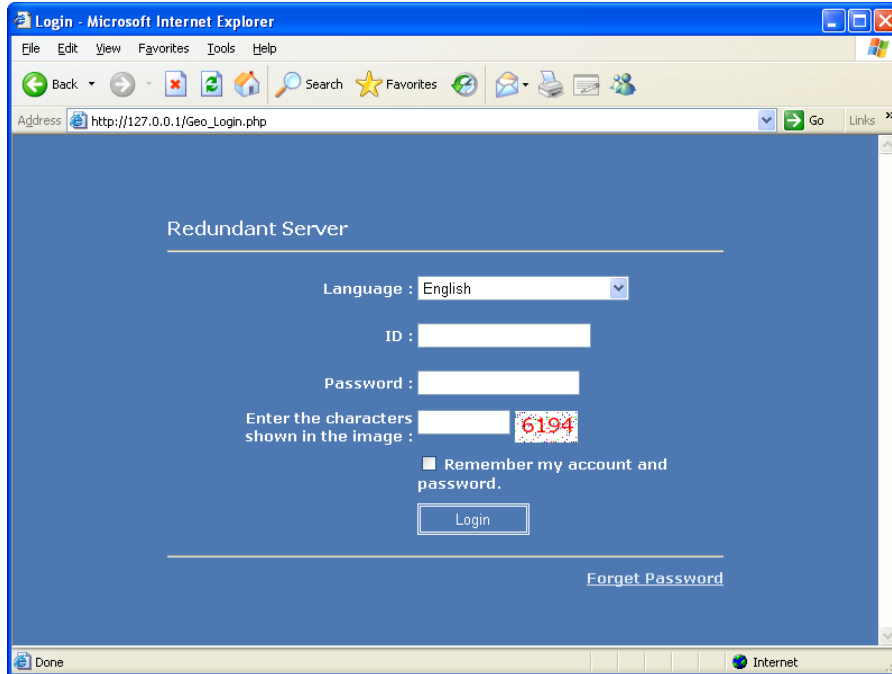 Login - Microsoft Internet Explorer
File Edit View Favorites Tools Help
Back Search Favorites
Address http://127.0.0.1/Geo_Login.php Go Links »
Redundant Server
Language : English
ID :
Password :
Enter the characters
shown in the image : 6194
Remember my account and
password.
Login
Forget Password
Done Internet